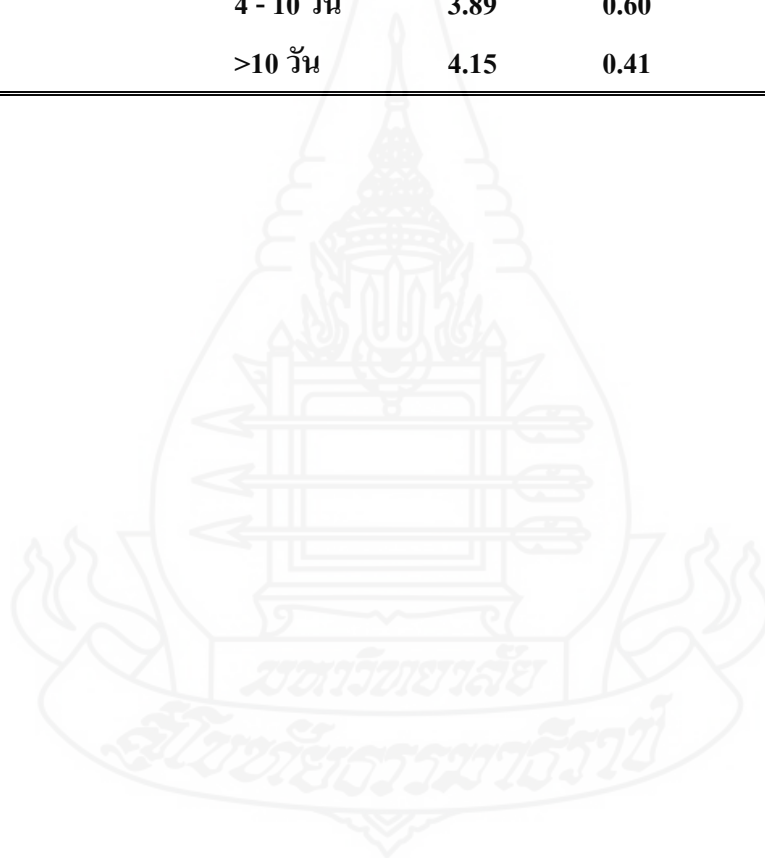 4 - 10 วัน 3.89 0.60
>10 วัน 4.15 0.41
มหาวิทยาลัย
สุโขทัยธรรมาธิราช